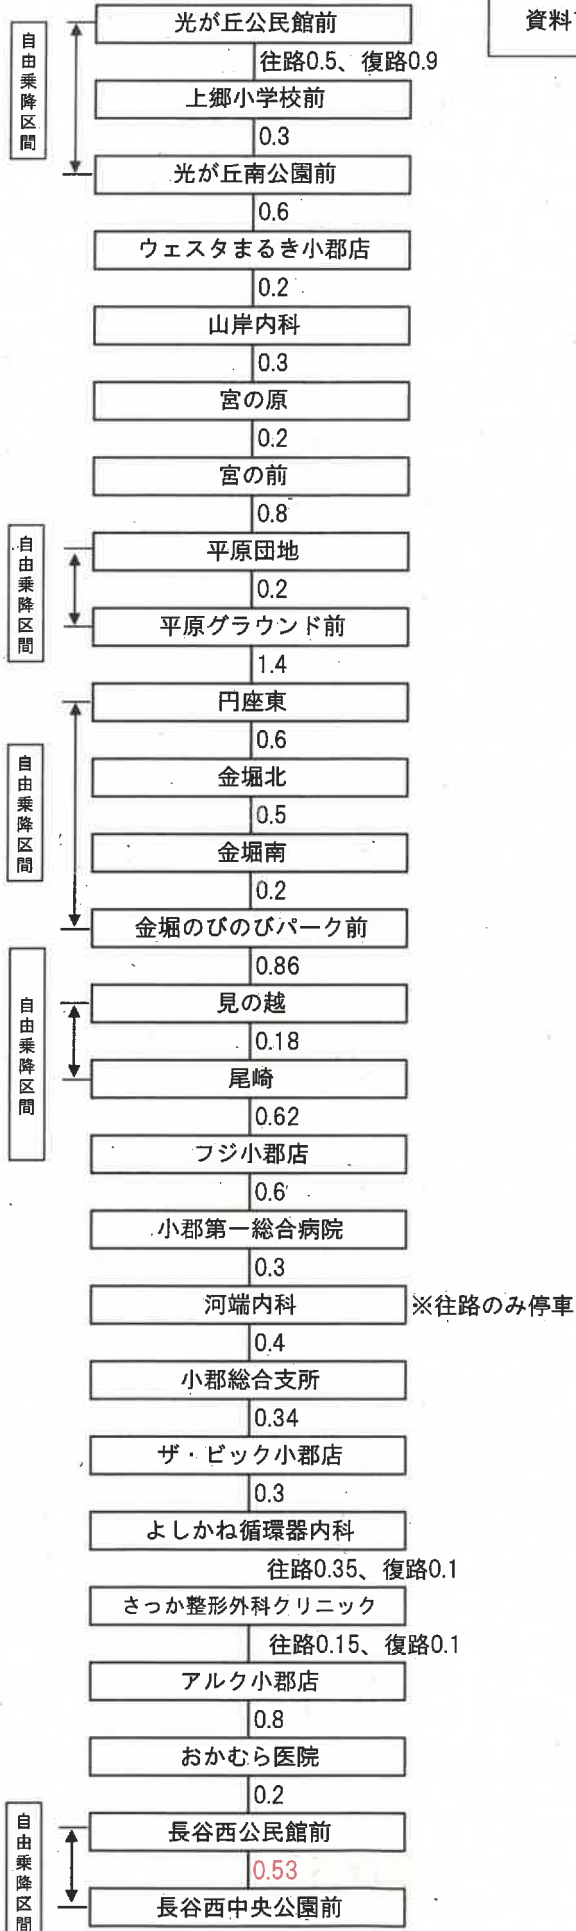 資料
光が丘公民館前
自由乗降区間
往路0.5、復路0.9
上郷小学校前
0.3
光が丘南公園前
0.6
ウェスタまるき小郡店
0.2
山岸内科
0.3
宮の原
0.2
宮の前
0.8
平原団地
自由乗降区間
0.2
平原グラウンド前
1.4
円座東
0.6
自由乗降区間
金堀北
0.5
金堀南
0.2
金堀のびのびパーク前
0.86
見の越
自由乗降区間
0.18
尾崎
0.62
フジ小郡店
0.6
小郡第一総合病院
0.3
河端内科 ※往路のみ停車
0.4
小郡総合支所
0.34
ザ・ビック小郡店
0.3
よしかね循環器内科
往路0.35、復路0.1
さっか整形外科クリニック
往路0.15、復路0.1
アルク小郡店
0.8
おかむら医院
0.2
長谷西公民館前
自由乗降区間
0.53
長谷西中央公園前